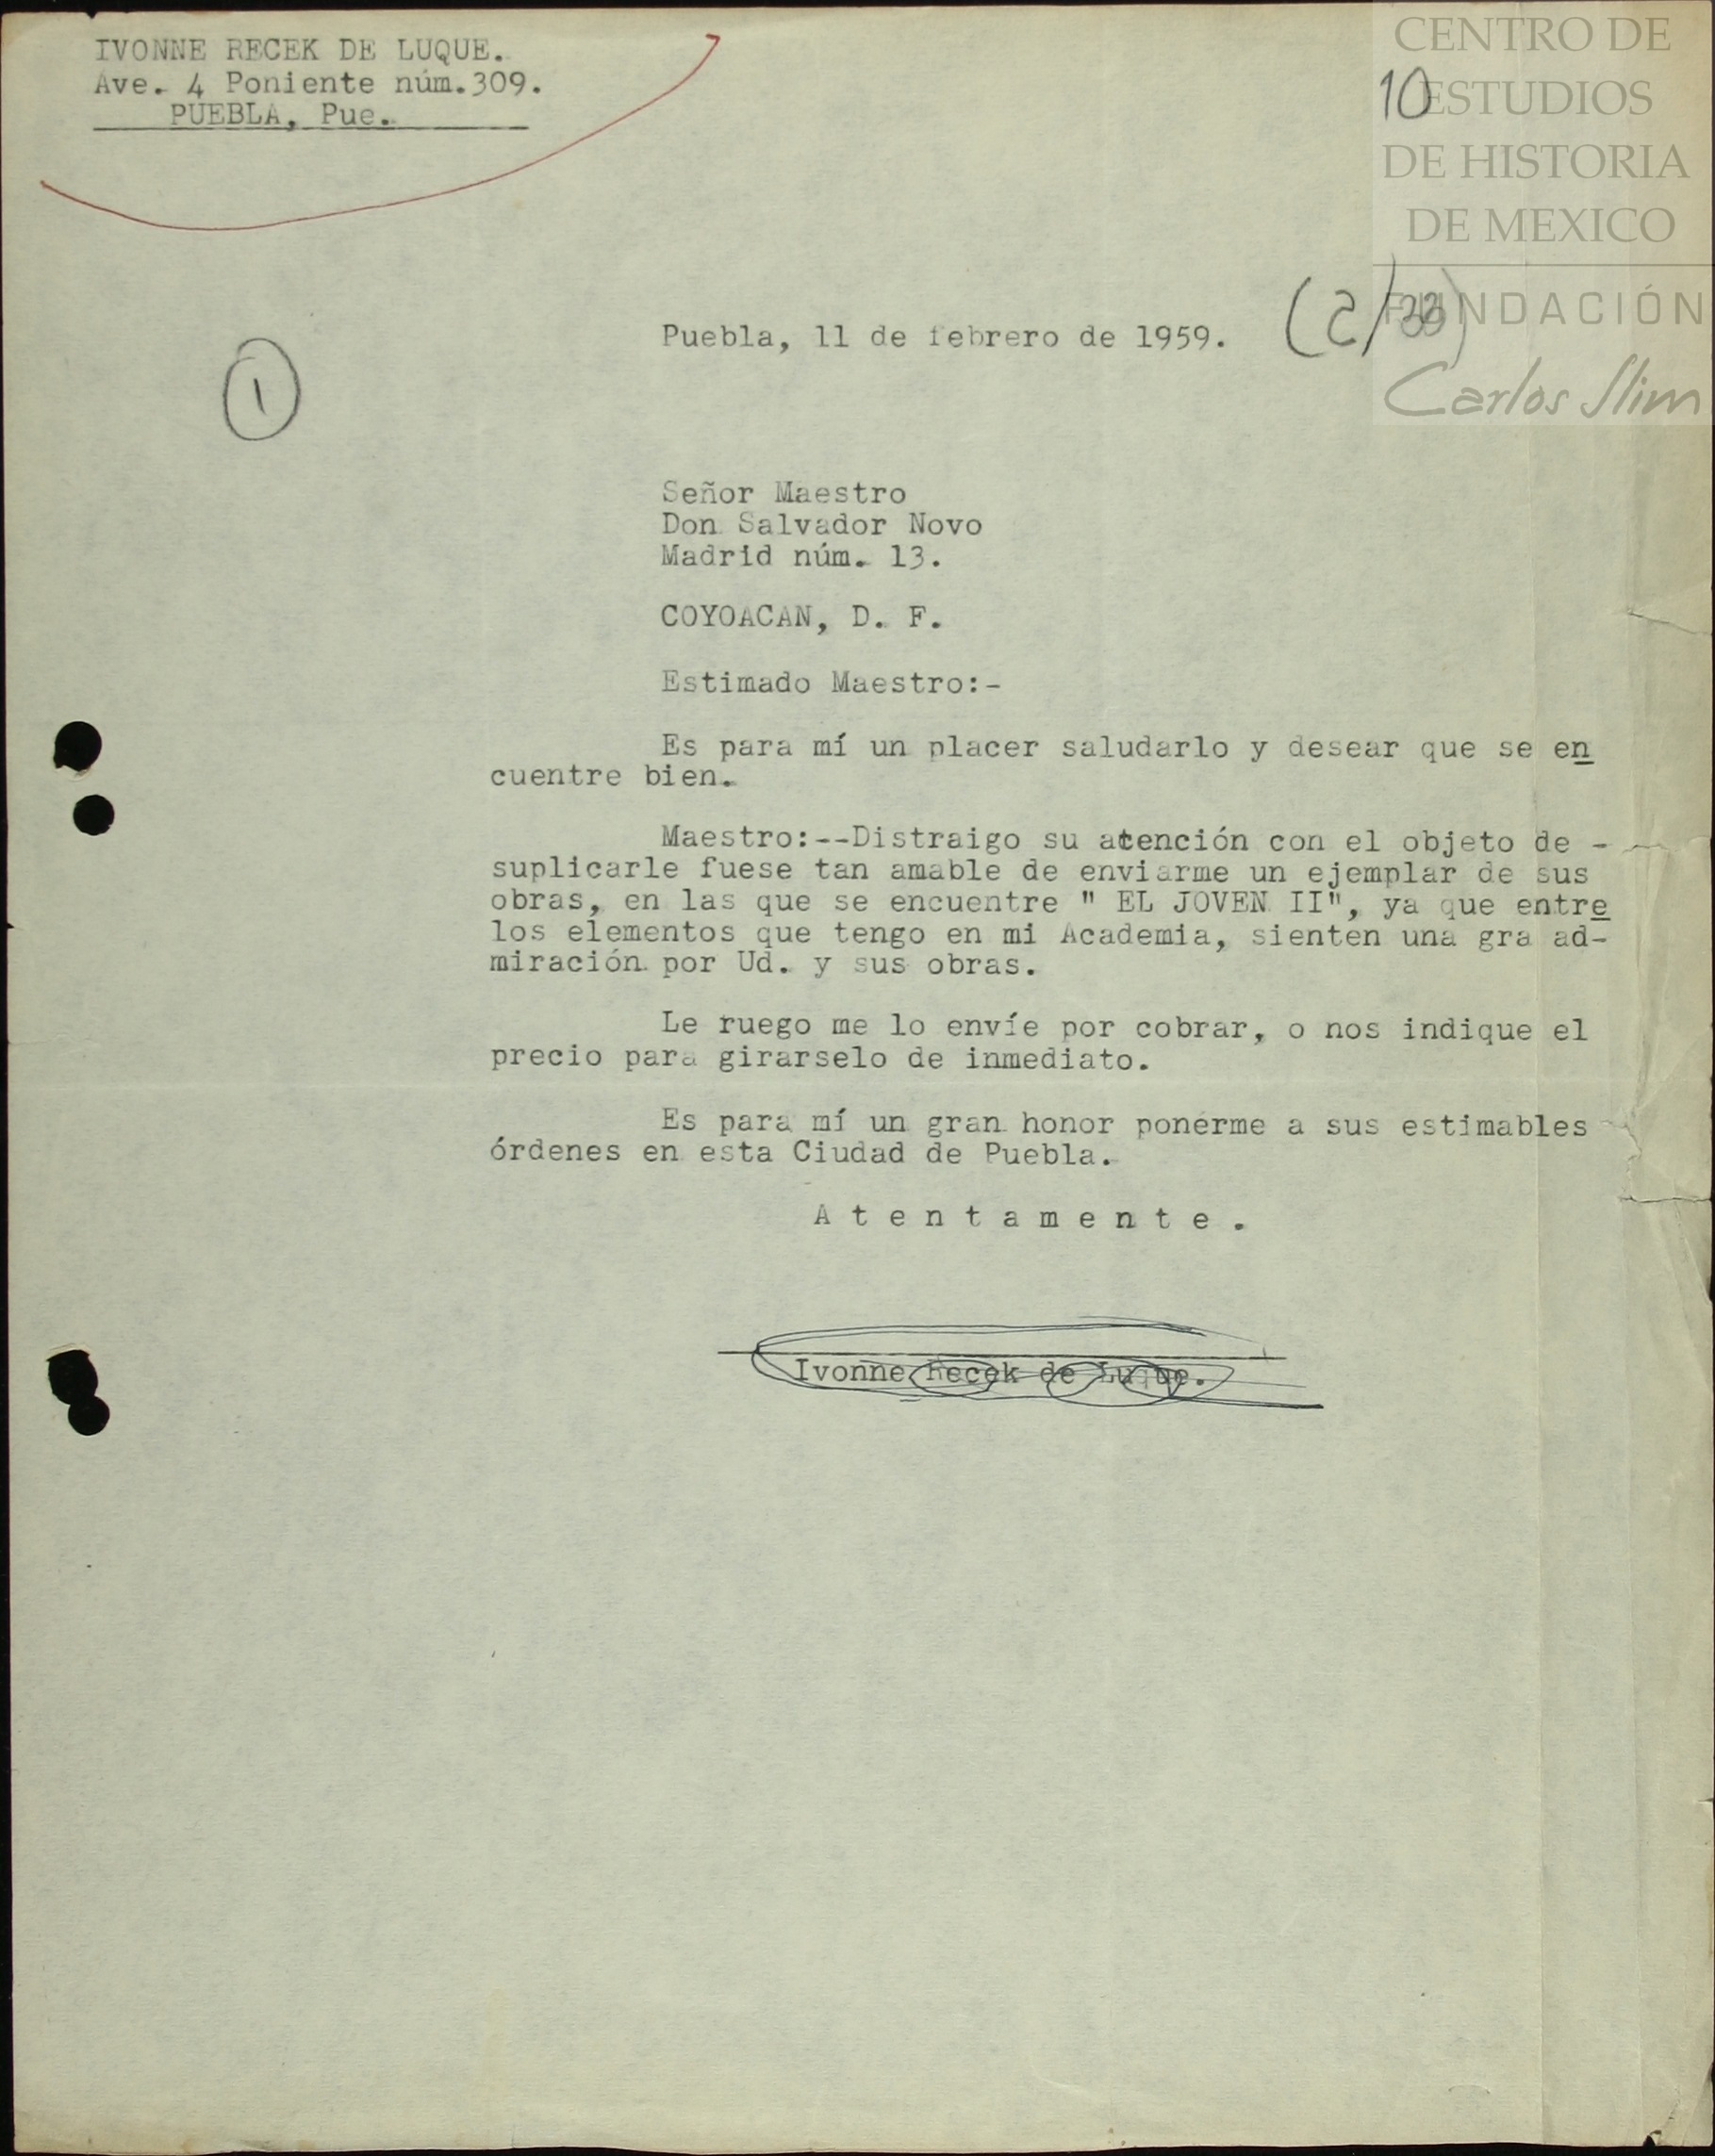 IVONNE RECEK DE LUQUE.
Ave. 4 Poniente núm.309.
PUEBLA, Pue.
CENTRO DE
10
ESTUDIOS
DE HISTORIA
DE MEXICO
FUNDACIÓN
Carlos Slim
Puebla, 11 de febrero de 1959.
1
Señor Maestro
Don Salvador Novo
Madrid núm. 13.
COYOACAN, D. F.
Estimado Maestro:-
Es para mí un placer saludarlo y desear que se en
cuentre bien.
Maestro:--Distraigo su atención con el objeto de -
suplicarle fuese tan amable de enviarme un ejemplar de sus
obras, en las que se encuentre " EL JOVEN II", ya que entre
los elementos que tengo en mi Academia, sienten una gra ad-
miración por Ud. y sus obras.
Le ruego me lo envíe por cobrar, o nos indique el
precio para girarselo de inmediato.
Es para mí un gran honor ponerme a sus estimables
órdenes en esta Ciudad de Puebla.
A t e n t a m e n t e .
Ivonne Recek de Luque.